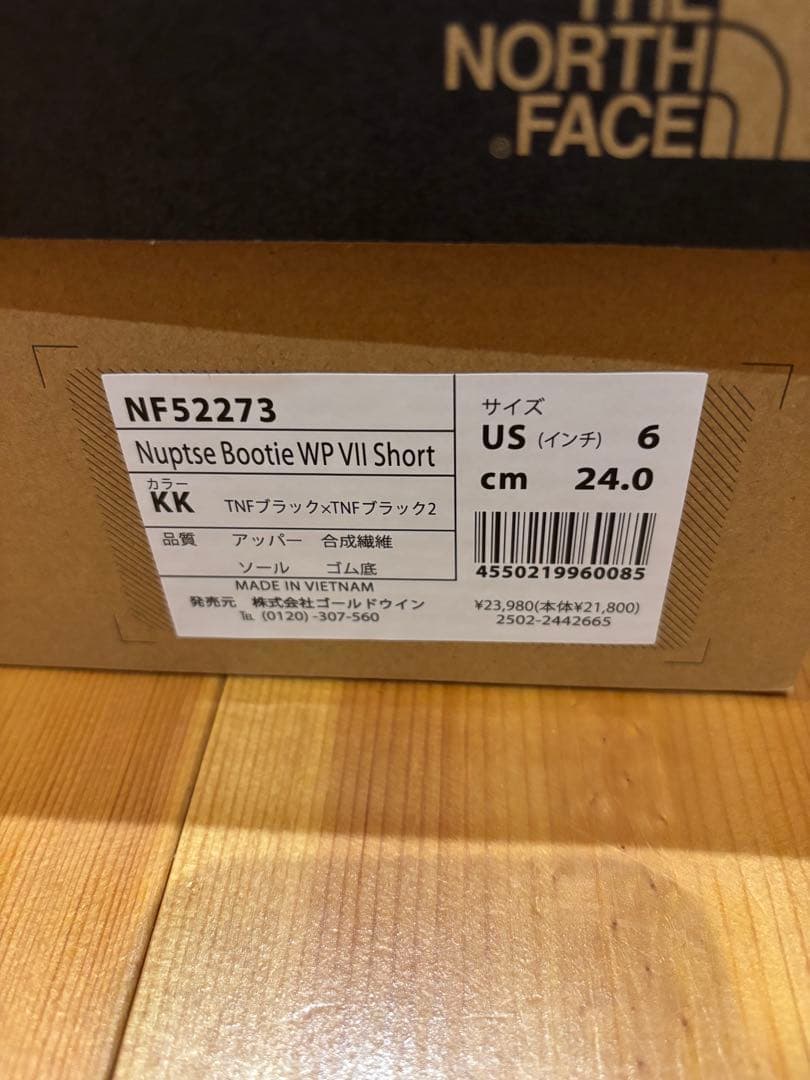 THE
NORTH
FACE
NF52273
Nuptse Bootie WP VII Short
カラー
KK TNFブラック×TNFブラック2
品質 アッパー 合成繊維
ソール ゴム底
MADE IN VIETNAM
発売元 株式会社ゴールドウイン
℡ (0120) -307-560
サイズ
US (インチ) 6
cm 24.0
4550219960085
¥23,980(本体¥21,800)
2502-2442665